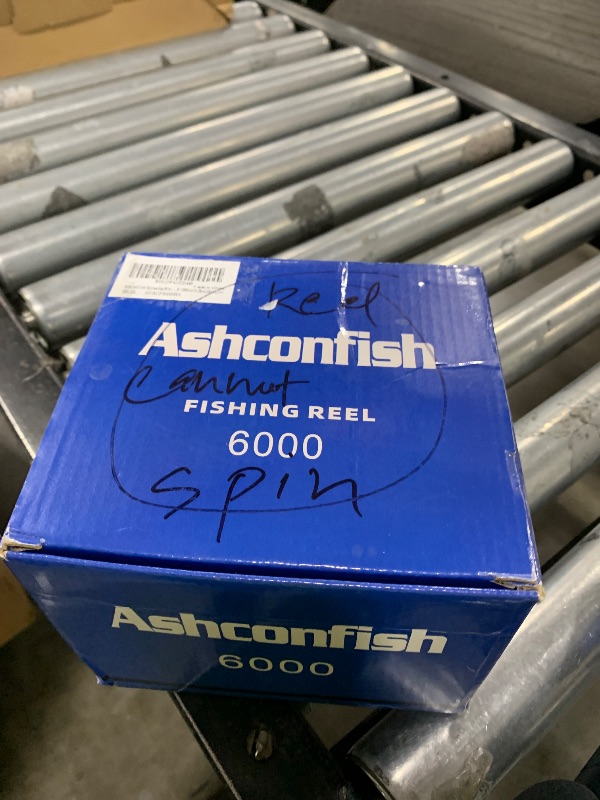 Reel
Ashconfish
Cannot
FISHING REEL
6000
Spin
Ashconfish
6000